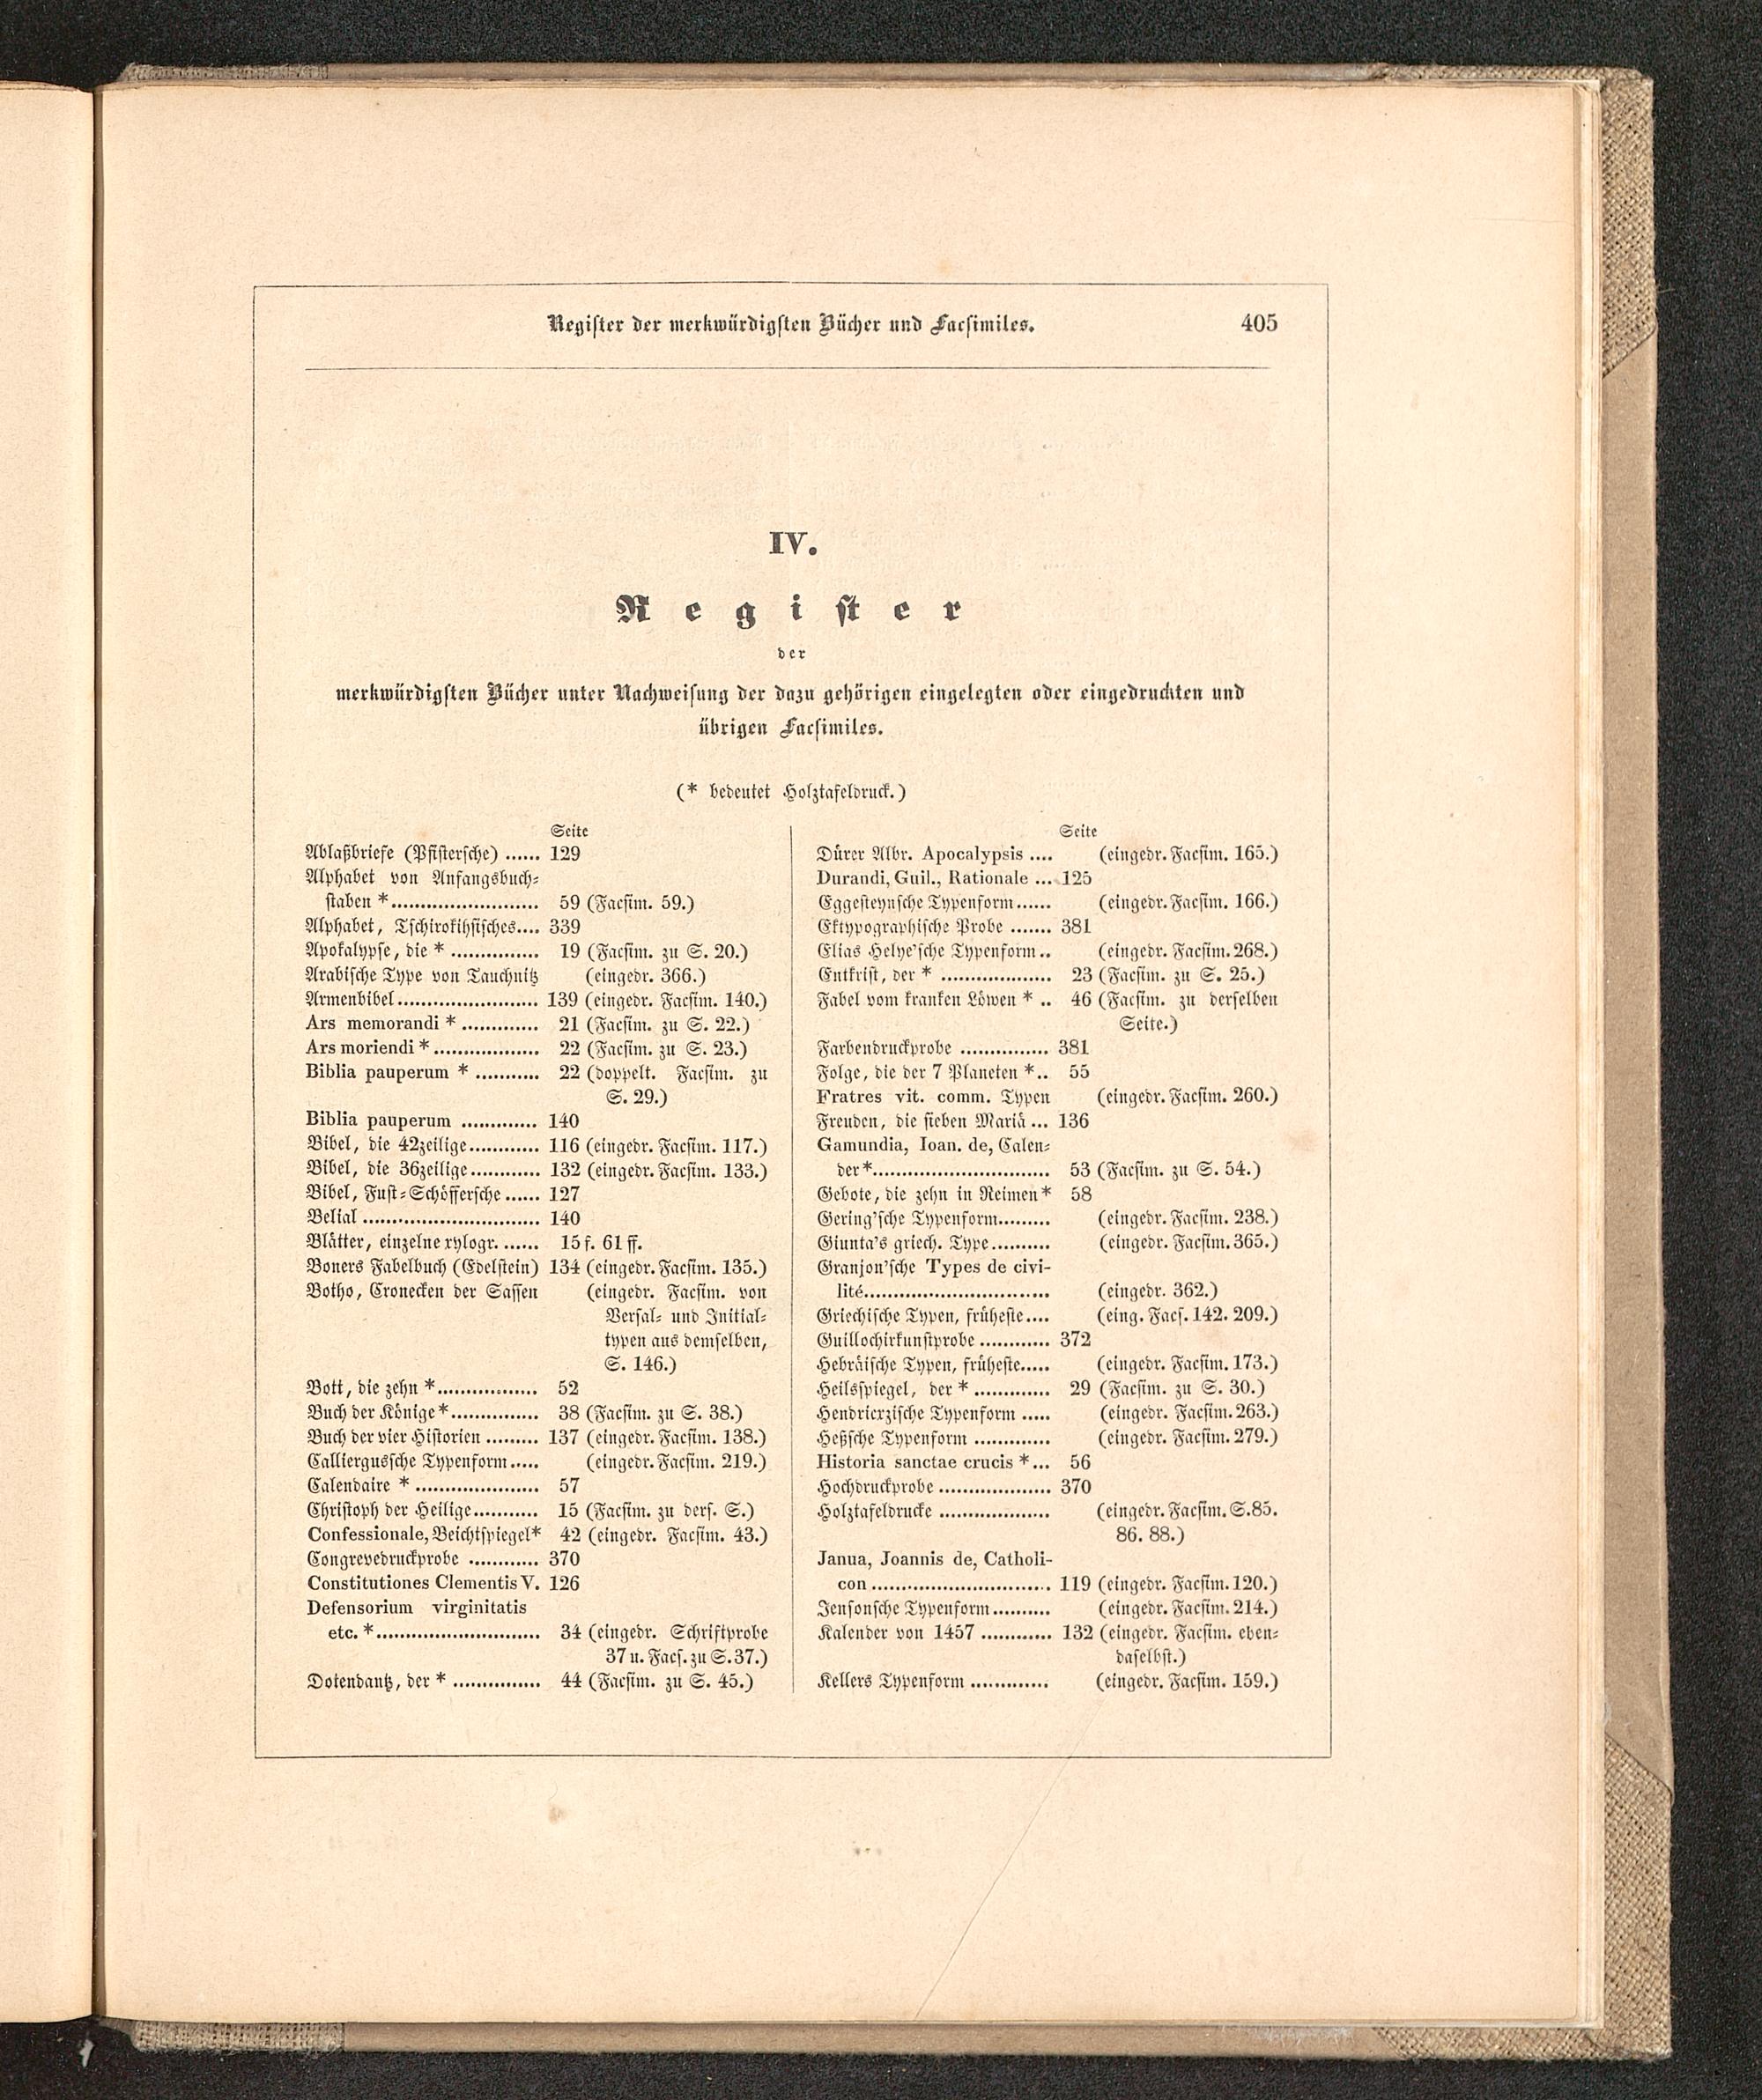 Register der merkwürdigsten Bücher und Facsimiles. 405
IV.
Register
der
merkwürdigsten Bücher unter Nachweisung der dazu gehörigen eingelegten oder eingedruckten und
übrigen Facsimiles.
(* bedeutet Holztafeldruck.)
Seite
Ablaßbriefe (Pfistersche) ...... 129
Alphabet von Anfangsbuch-
staben *........................ 59 (Facsim. 59.)
Alphabet, Tschirokihsisches.... 339
Apokalypse, die * ............... 19 (Facsim. zu S. 20.)
Arabische Type von Tauchnitz (eingedr. 366.)
Armenbibel........................ 139 (eingedr. Facsim. 140.)
Ars memorandi * ............. 21 (Facsim. zu S. 22.)
Ars moriendi * .................. 22 (Facsim. zu S. 23.)
Biblia pauperum * ........... 22 (doppelt. Facsim. zu
S. 29.)
Biblia pauperum ............. 140
Bibel, die 42zeilige............ 116 (eingedr. Facsim. 117.)
Bibel, die 36zeilige............ 132 (eingedr. Facsim. 133.)
Bibel, Fust-Schöffersche ...... 127
Belial .............................. 140
Blätter, einzelne xylogr. ...... 15 f. 61 ff.
Boners Fabelbuch (Edelstein) 134 (eingedr. Facsim. 135.)
Botho, Cronecken der Sassen (eingedr. Facsim. von
Versal- und Initial-
typen aus demselben,
S. 146.)
Bott, die zehn *................. 52
Buch der Könige *............... 38 (Facsim. zu S. 38.)
Buch der vier Historien ......... 137 (eingedr. Facsim. 138.)
Calliergussche Typenform..... (eingedr. Facsim. 219.)
Calendaire * ..................... 57
Christoph der Heilige........... 15 (Facsim. zu ders. S.)
Confessionale, Beichtspiegel* 42 (eingedr. Facsim. 43.)
Congrevedruckprobe ............ 370
Constitutiones Clementis V. 126
Defensorium virginitatis
etc. *............................ 34 (eingedr. Schriftprobe
37 u. Facs. zu S. 37.)
Dotendantz, der * ............... 44 (Facsim. zu S. 45.)
Seite
Dürer Albr. Apocalypsis .... (eingedr. Facsim. 165.)
Durandi, Guil., Rationale ... 125
Eggesteynsche Typenform...... (eingedr. Facsim. 166.)
Ektypographische Probe ....... 381
Elias Helye'sche Typenform.. (eingedr. Facsim. 268.)
Entkrist, der * ................... 23 (Facsim. zu S. 25.)
Fabel vom kranken Löwen * .. 46 (Facsim. zu derselben
Seite.)
Farbendruckprobe ............... 381
Folge, die der 7 Planeten *.. 55
Fratres vit. comm. Typen (eingedr. Facsim. 260.)
Freuden, die sieben Mariä ... 136
Gamundia, Ioan. de, Calen-
der *.............................. 53 (Facsim. zu S. 54.)
Gebote, die zehn in Reimen * 58
Gering'sche Typenform......... (eingedr. Facsim. 238.)
Giunta's griech. Type.......... (eingedr. Facsim. 365.)
Granjon'sche Types de civi-
lité................................ (eingedr. 362.)
Griechische Typen, früheste.... (eing. Facs. 142. 209.)
Guillochirkunstprobe ............ 372
Hebräische Typen, früheste..... (eingedr. Facsim. 173.)
Heilsspiegel, der * ............. 29 (Facsim. zu S. 30.)
Hendricxzische Typenform ..... (eingedr. Facsim. 263.)
Heßsche Typenform ............. (eingedr. Facsim. 279.)
Historia sanctae crucis *... 56
Hochdruckprobe ................... 370
Holztafeldrucke ................... (eingedr. Facsim. S. 85.
86. 88.)
Janua, Joannis de, Catholi-
con .............................. 119 (eingedr. Facsim. 120.)
Jensonsche Typenform.......... (eingedr. Facsim. 214.)
Kalender von 1457 ............ 132 (eingedr. Facsim. eben-
daselbst.)
Kellers Typenform ............. (eingedr. Facsim. 159.)